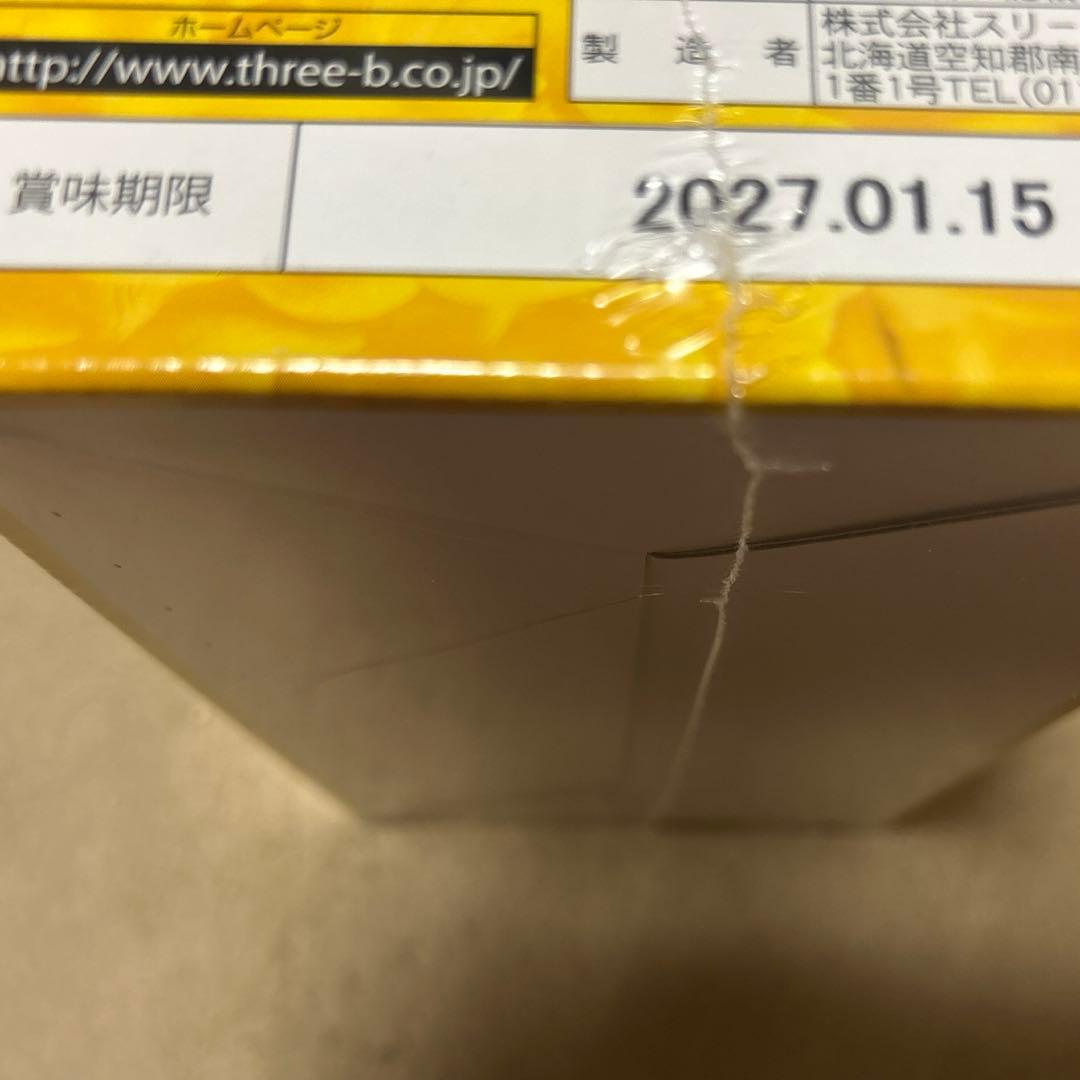 ホームページ
http://www.three-b.co.jp/
製造者
株式会社スリー
北海道空知郡南
1番1号TEL(01
賞味期限
2027.01.15